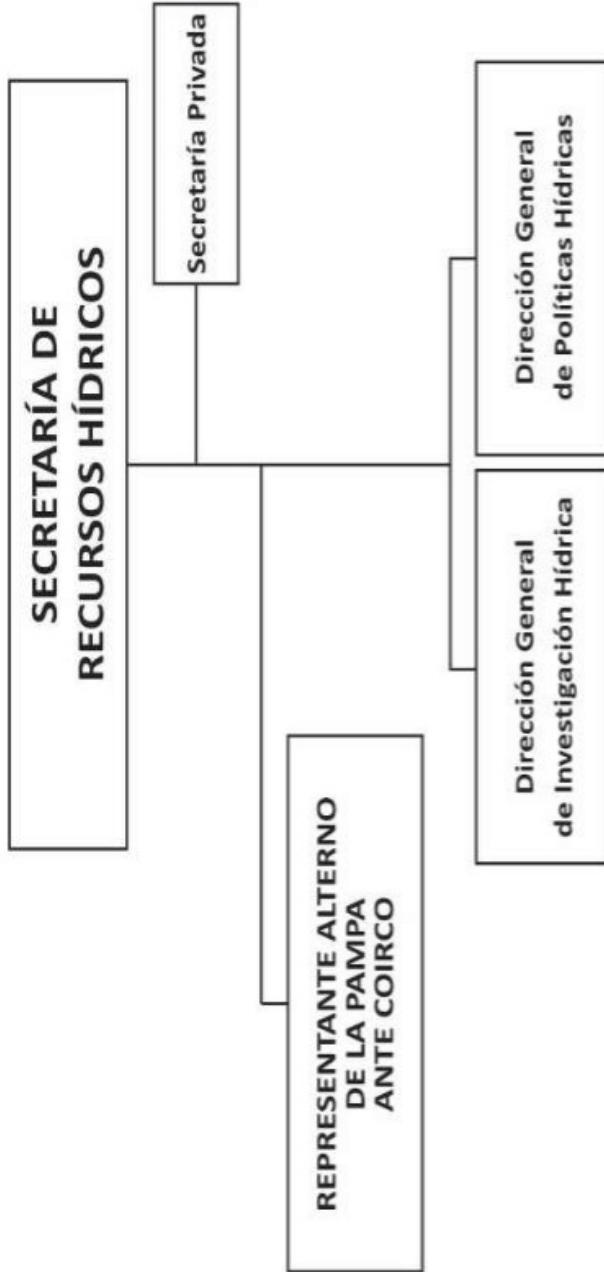 SECRETARÍA DE
RECURSOS HÍDRICOS
Secretaría Privada
REPRESENTANTE ALTERNO
DE LA PAMPA
ANTE COIRCO
Dirección General
de Investigación Hídrica
Dirección General
de Políticas Hídricas